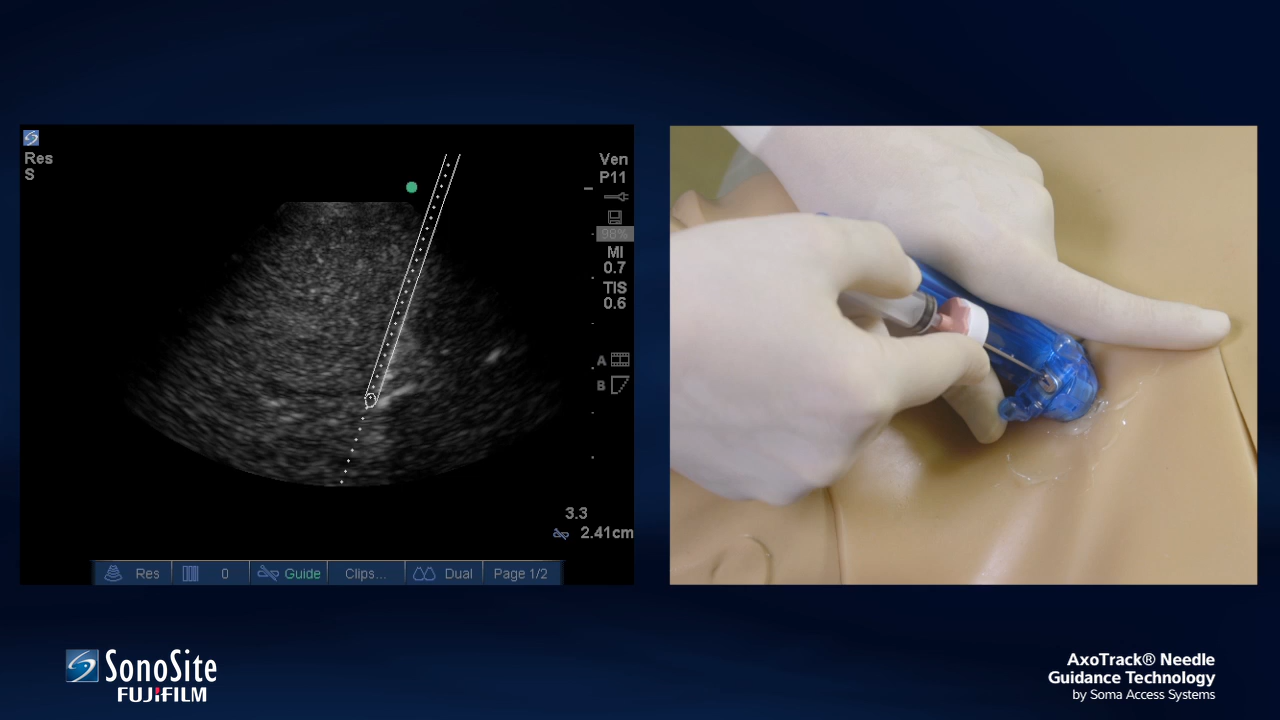 Res
S
Ven
P11
98%
MI
0.7
TIS
0.6
A
B
3.3
2.41cm
Res
0
Guide
Clips...
Dual
Page 1/2
SonoSite
FUJIFILM
AxoTrack® Needle
Guidance Technology
by Soma Access Systems